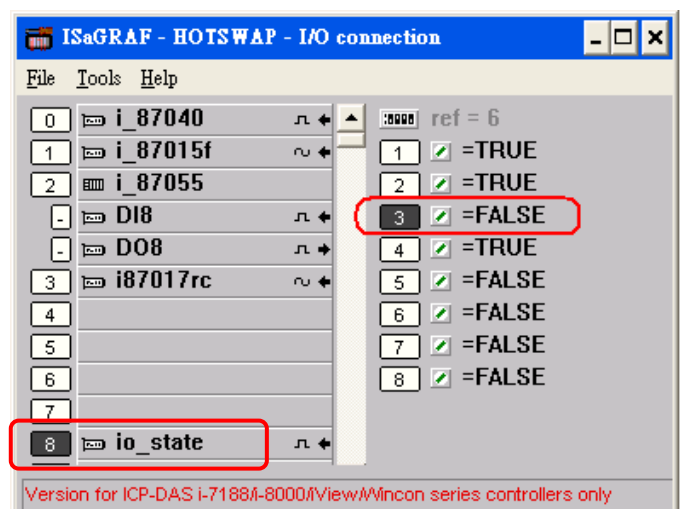 ISaGRAF - HOTSWAP - I/O connection
File Tools Help
0 i_87040
1 i_87015f
2 i_87055
- DI8
- DO8
3 i87017rc
4
5
6
7
8 io_state
ref = 6
1 =TRUE
2 =TRUE
3 =FALSE
4 =TRUE
5 =FALSE
6 =FALSE
7 =FALSE
8 =FALSE
Version for ICP-DAS i-7188/i-8000/iView/Wincon series controllers only